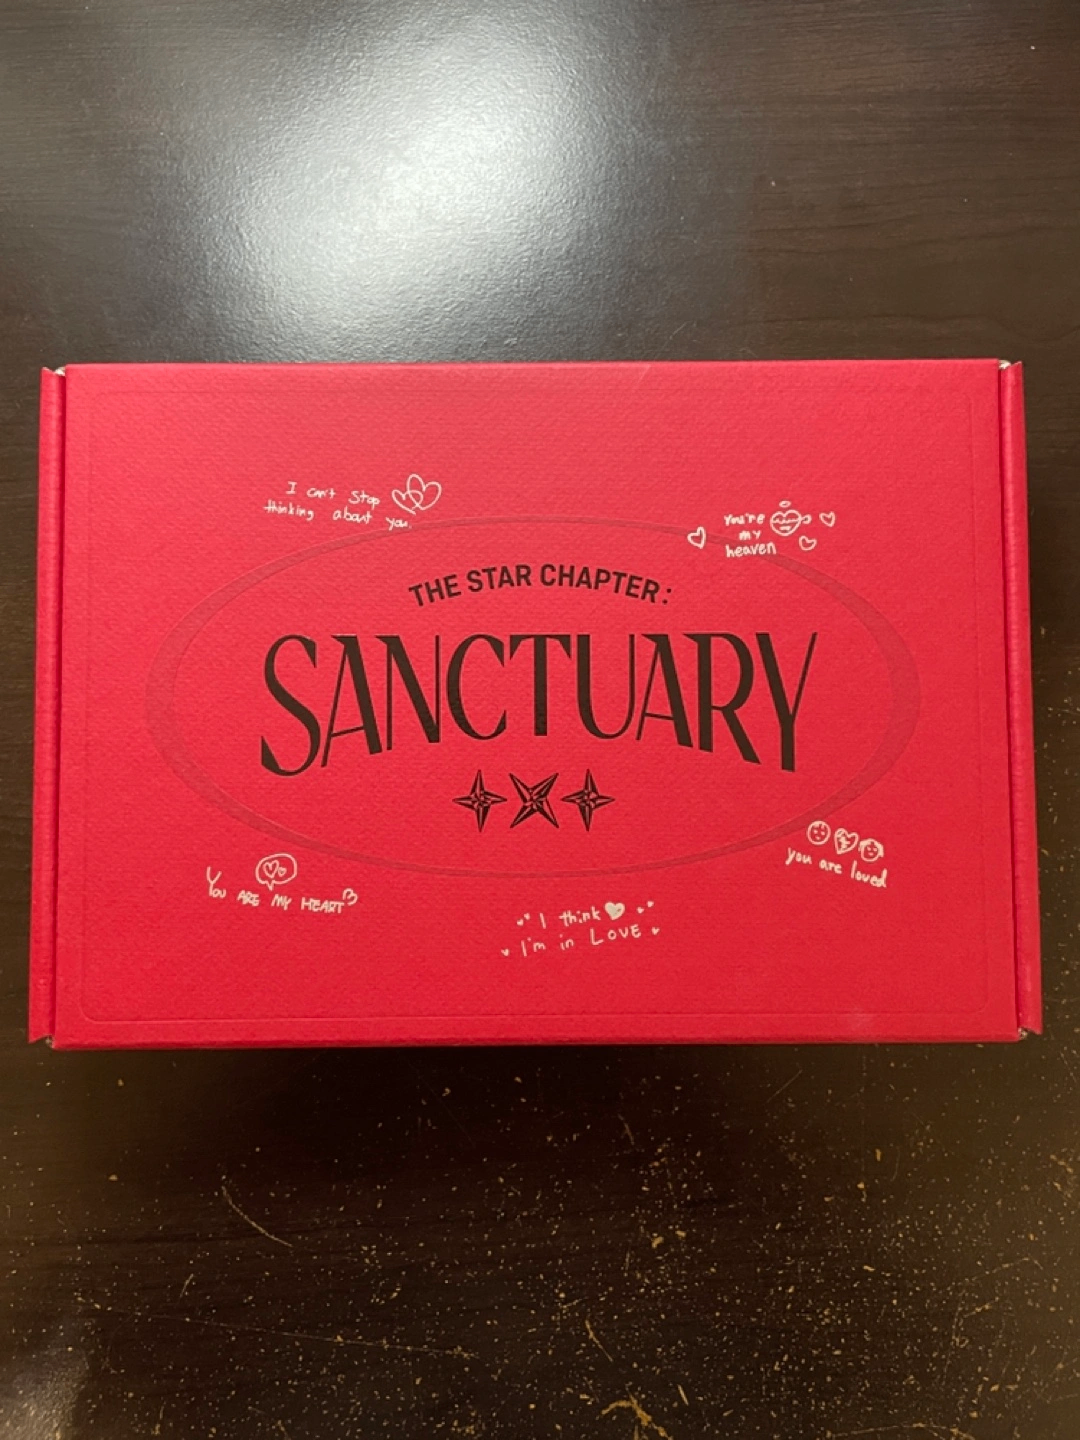 I can't stop
thinking about you.
you're
my
heaven
THE STAR CHAPTER:
SANCTUARY
You ARE MY HEART
you are loved
I think
I'm in LOVE